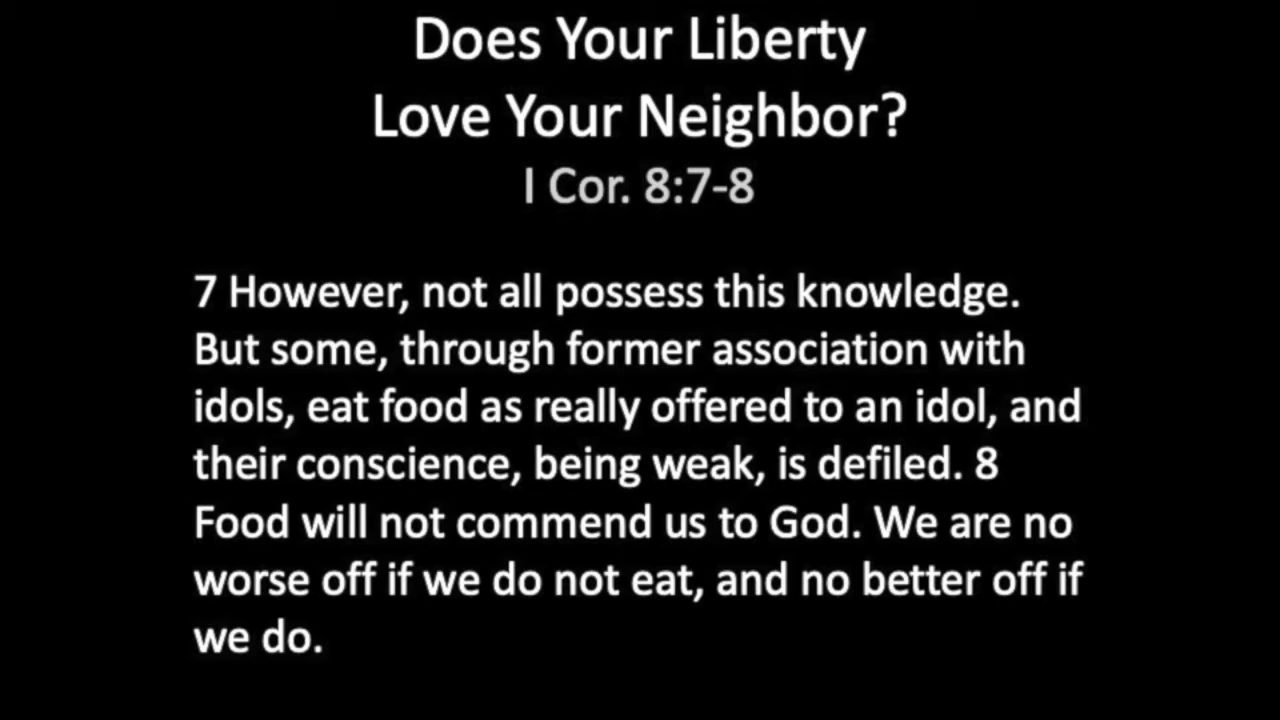 Does Your Liberty
Love Your Neighbor?
I Cor. 8:7-8
7 However, not all possess this knowledge.
But some, through former association with
idols, eat food as really offered to an idol, and
their conscience, being weak, is defiled. 8
Food will not commend us to God. We are no
worse off if we do not eat, and no better off if
we do.